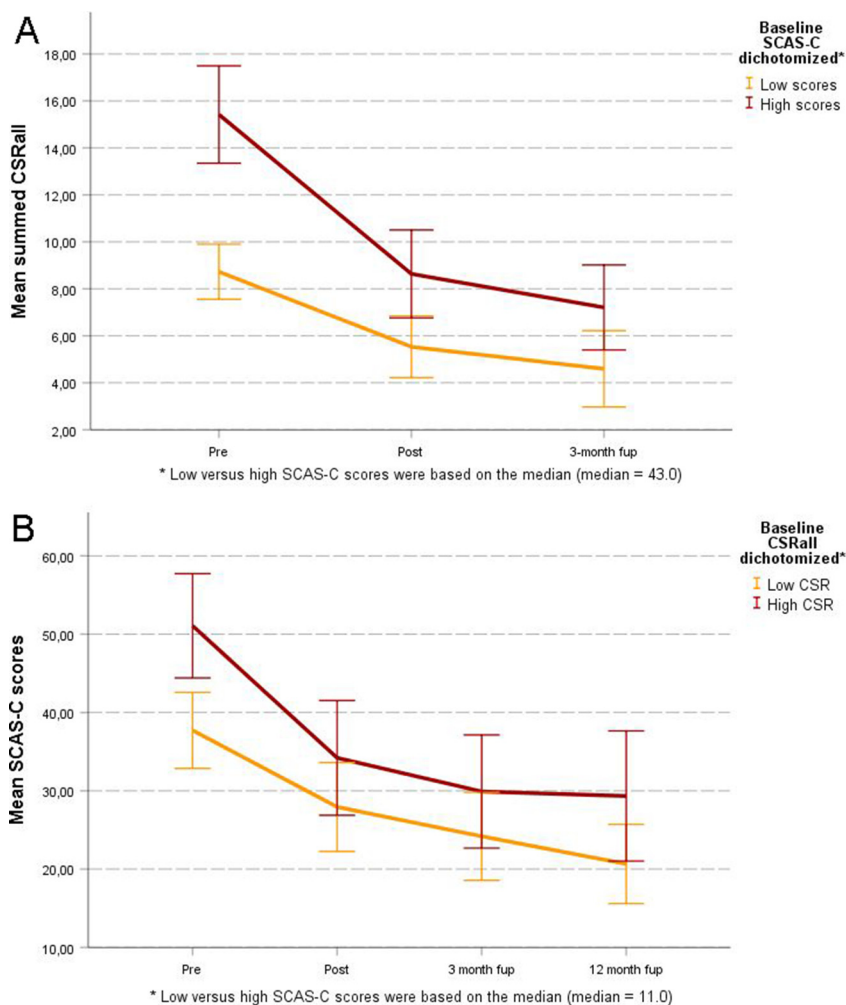 A
Baseline
SCAS-C
dichotomized*
Low scores
High scores
Mean summed CSRall
18,00
16,00
14,00
12,00
10,00
8,00
6,00
4,00
2,00
Pre
Post
3-month fup
* Low versus high SCAS-C scores were based on the median (median = 43.0)
B
Baseline
CSRall
dichotomized*
Low CSR
High CSR
Mean SCAS-C scores
60,00
50,00
40,00
30,00
20,00
10,00
Pre
Post
3 month fup
12 month fup
* Low versus high SCAS-C scores were based on the median (median = 11.0)